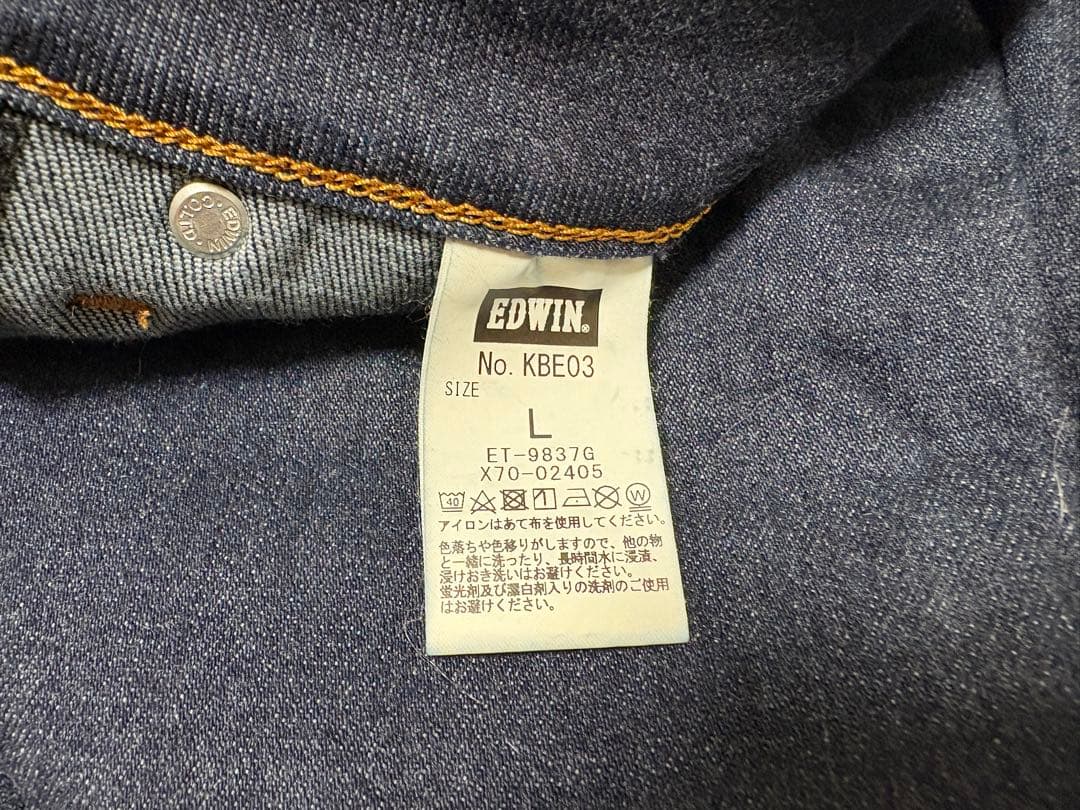 EDWIN · CO.,LTD ·
EDWIN®
No. KBE03
SIZE
L
ET-9837G
X70-02405
40 W
アイロンはあて布を使用してください。
色落ちや色移りがしますので、他の物
と一緒に洗ったり、長時間水に浸漬、
浸けおき洗いはお避けください。
蛍光剤及び漂白剤入りの洗剤のご使用
はお避けください。